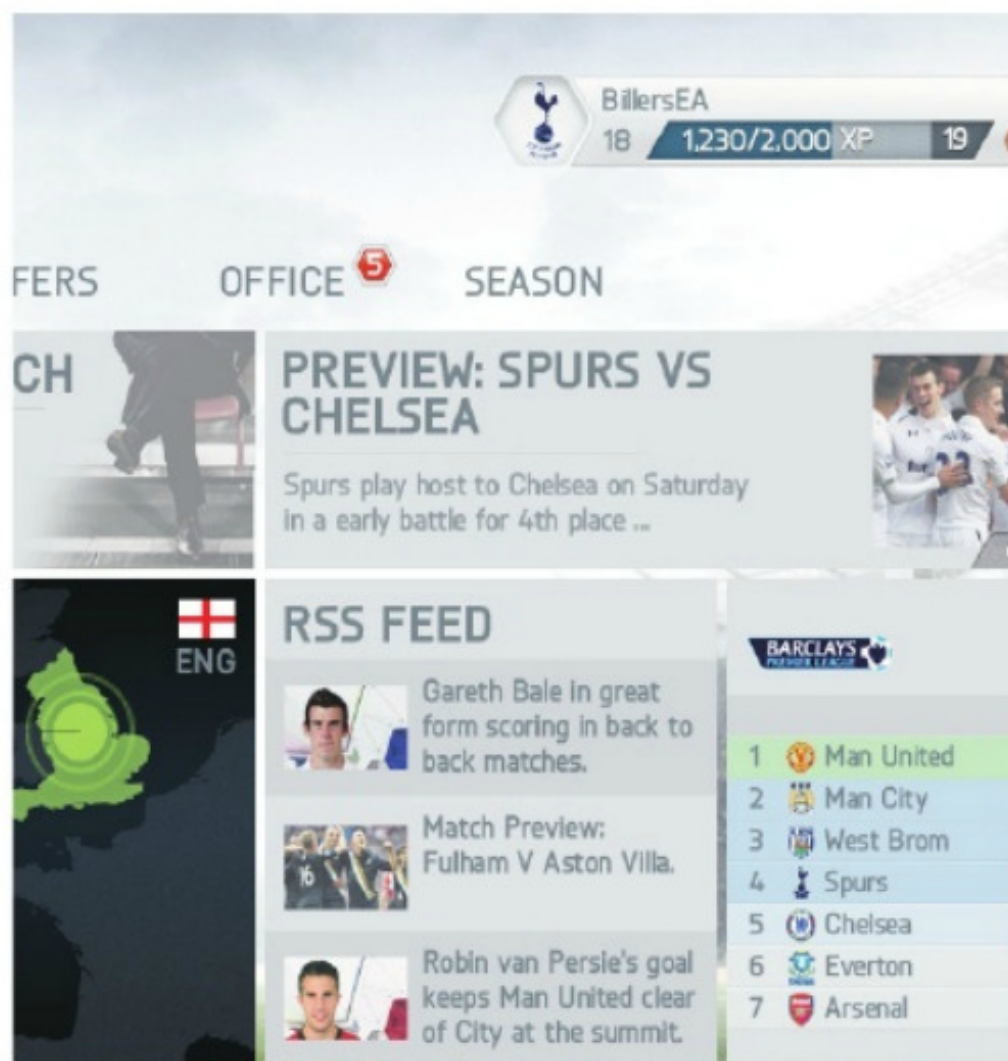 BillersEA
18 1,230/2,000 XP 19
FERS OFFICE 5 SEASON
CH
PREVIEW: SPURS VS
CHELSEA
Spurs play host to Chelsea on Saturday
in a early battle for 4th place ...
ENG
RSS FEED
Gareth Bale in great
form scoring in back to
back matches.
Match Preview:
Fulham V Aston Villa.
Robin van Persie's goal
keeps Man United clear
of City at the summit.
BARCLAYS
PREMIER LEAGUE
1 Man United
2 Man City
3 West Brom
4 Spurs
5 Chelsea
6 Everton
7 Arsenal